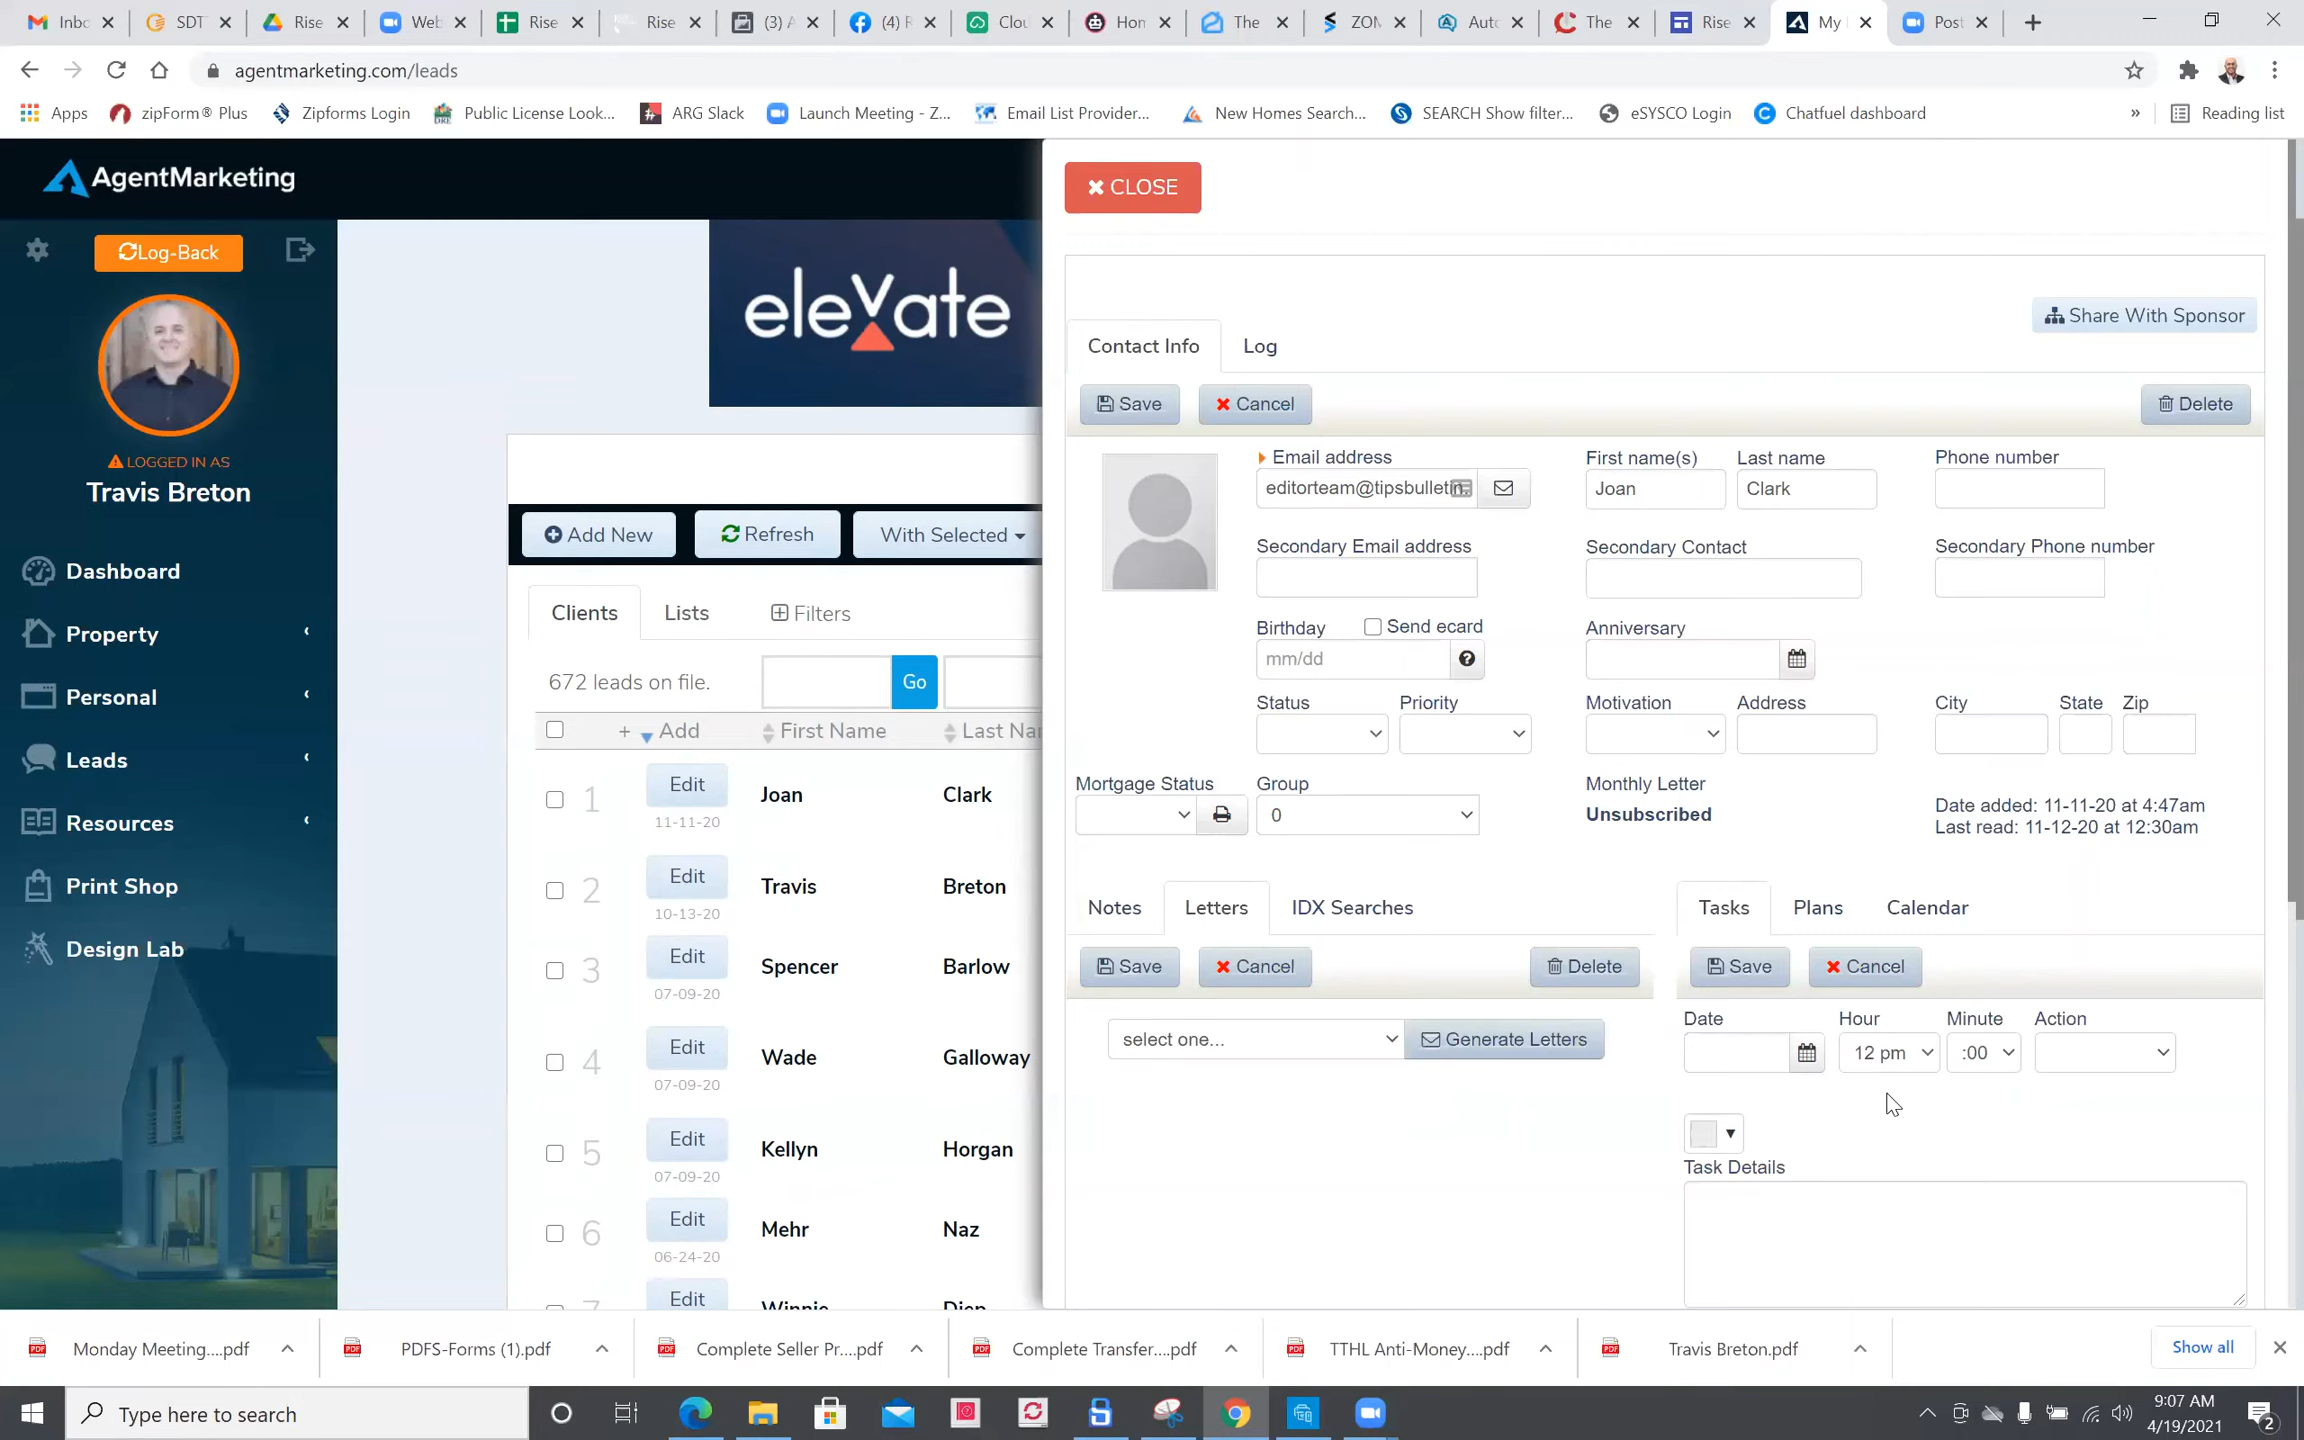 Inbo SDT Rise Web Rise Rise (3) A (4) R Clou Hon The ZOM Auto The Rise My Post
agentmarketing.com/leads
Apps zipForm® Plus Zipforms Login Public License Look... ARG Slack Launch Meeting - Z... Email List Provider... New Homes Search... SEARCH Show filter... eSYSCO Login Chatfuel dashboard » Reading list
AgentMarketing
CLOSE
Log-Back
elevate
Share With Sponsor
Contact Info Log
Save Cancel Delete
LOGGED IN AS
Travis Breton
Email address First name(s) Last name Phone number
editorteam@tipsbulletin. Joan Clark
Add New Refresh With Selected
Secondary Email address Secondary Contact Secondary Phone number
Dashboard
Property
Personal
Leads
Resources
Print Shop
Design Lab
Clients Lists Filters
Birthday Send ecard Anniversary
mm/dd
672 leads on file. Go
Status Priority Motivation Address City State Zip
+ Add First Name Last Nar
Mortgage Status Group Monthly Letter
0 Unsubscribed
Date added: 11-11-20 at 4:47am
Last read: 11-12-20 at 12:30am
1 Edit Joan Clark
11-11-20
2 Edit Travis Breton
10-13-20
3 Edit Spencer Barlow
07-09-20
4 Edit Wade Galloway
07-09-20
5 Edit Kellyn Horgan
07-09-20
6 Edit Mehr Naz
06-24-20
7 Edit Winnie Diep
Notes Letters IDX Searches
Save Cancel Delete
select one... Generate Letters
Tasks Plans Calendar
Save Cancel
Date Hour Minute Action
12 pm :00
Task Details
Monday Meeting....pdf PDFS-Forms (1).pdf Complete Seller Pr....pdf Complete Transfer....pdf TTHL Anti-Money....pdf Travis Breton.pdf Show all
Type here to search
9:07 AM
4/19/2021
2